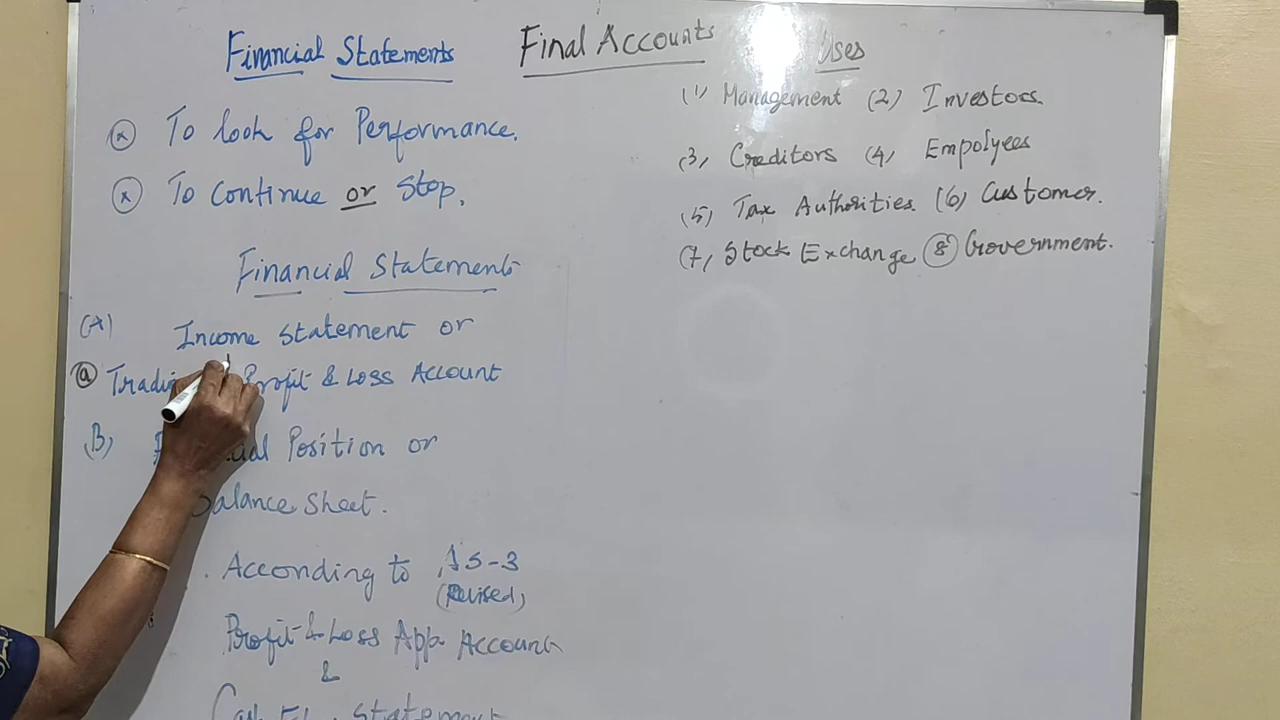 Final Accounts
Financial Statements
(x) To look for Performance.
(x) To Continue or Stop.
Financial Statements
(A) Income Statement or
(a) Profit & Loss Account
(B) Position or
Balance Sheet.
According to AS-3
(Revised)
Profit & Loss App. Account
&
Statement
Uses
(1) Management (2) Investors.
(3) Creditors (4) Empolyees
(5) Tax Authorities. (6) Customer.
(7) Stock Exchange (8) Government.